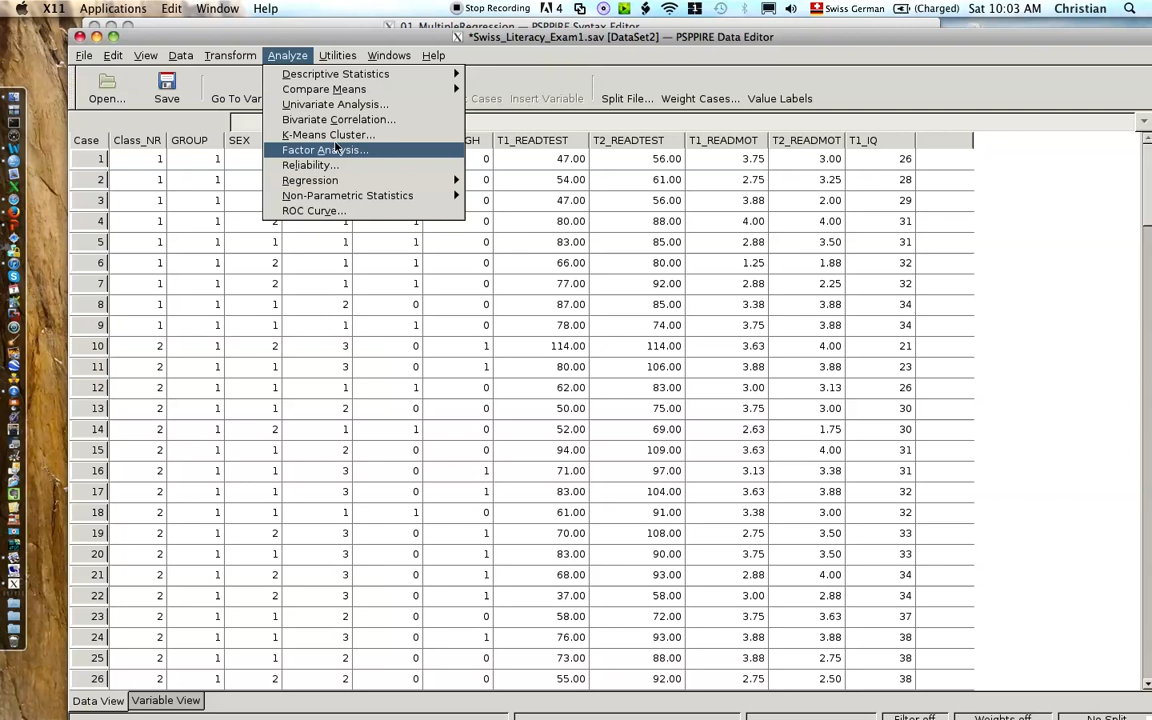 X11 Applications Edit Window Help Stop Recording 4 1 Swiss German (Charged) Sat 10:03 AM Christian
01_MultipleRegression — PSPPIRE Syntax Editor
*Swiss_Literacy_Exam1.sav [DataSet2] — PSPPIRE Data Editor
File Edit View Data Transform Analyze Utilities Windows Help
Open... Save Go To Var Cases Insert Variable Split File... Weight Cases... Value Labels
Descriptive Statistics
Compare Means
Univariate Analysis...
Bivariate Correlation...
K-Means Cluster...
Factor Analysis...
Reliability...
Regression
Non-Parametric Statistics
ROC Curve...
Case Class_NR GROUP SEX GH T1_READTEST T2_READTEST T1_READMOT T2_READMOT T1_IQ
1 1 1 0 47.00 56.00 3.75 3.00 26
2 1 1 0 54.00 61.00 2.75 3.25 28
3 1 1 0 47.00 56.00 3.88 2.00 29
4 1 1 2 1 1 0 80.00 88.00 4.00 4.00 31
5 1 1 1 1 1 0 83.00 85.00 2.88 3.50 31
6 1 1 2 1 1 0 66.00 80.00 1.25 1.88 32
7 1 1 2 1 1 0 77.00 92.00 2.88 2.25 32
8 1 1 1 2 0 0 87.00 85.00 3.38 3.88 34
9 1 1 1 1 1 0 78.00 74.00 3.75 3.88 34
10 2 1 2 3 0 1 114.00 114.00 3.63 4.00 21
11 2 1 1 3 0 1 80.00 106.00 3.88 3.88 23
12 2 1 1 1 1 0 62.00 83.00 3.00 3.13 26
13 2 1 1 2 0 0 50.00 75.00 3.75 3.00 30
14 2 1 2 1 1 0 52.00 69.00 2.63 1.75 30
15 2 1 1 2 0 0 94.00 109.00 3.63 4.00 31
16 2 1 1 3 0 1 71.00 97.00 3.13 3.38 31
17 2 1 1 3 0 1 83.00 104.00 3.63 3.88 32
18 2 1 1 1 1 0 61.00 91.00 3.38 3.00 32
19 2 1 2 3 0 1 70.00 108.00 2.75 3.50 33
20 2 1 1 3 0 1 83.00 90.00 3.75 3.50 33
21 2 1 2 3 0 1 68.00 93.00 2.88 4.00 34
22 2 1 2 3 0 1 37.00 58.00 3.00 2.88 34
23 2 1 1 2 0 0 58.00 72.00 3.75 3.63 37
24 2 1 1 3 0 1 76.00 93.00 3.88 3.88 38
25 2 1 1 2 0 0 73.00 88.00 3.88 2.75 38
26 2 1 2 2 0 0 55.00 92.00 2.75 2.50 38
Data View Variable View
Filter off Weights off No Split